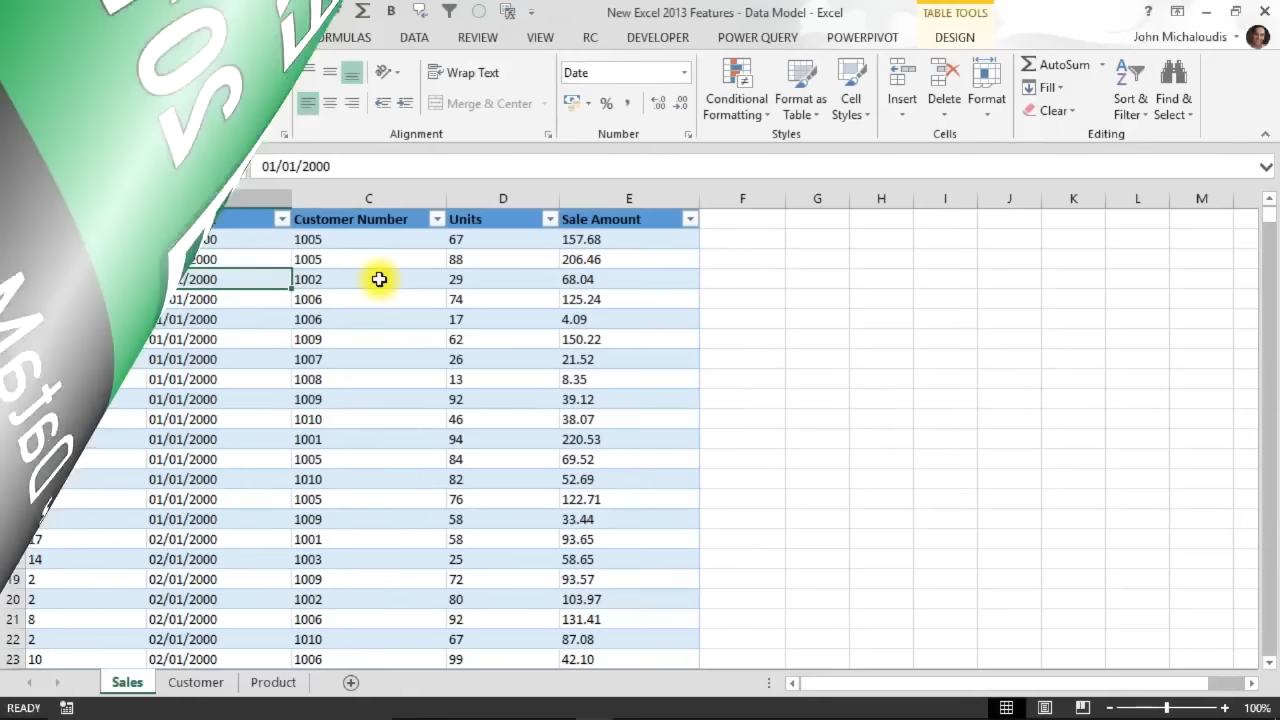 New Excel 2013 Features - Data Model - Excel
TABLE TOOLS
DATA REVIEW VIEW RC DEVELOPER POWER QUERY POWERPIVOT DESIGN
John Michaloudis
Wrap Text
Merge & Center
Alignment
Date
Number
Conditional Formatting
Format as Table
Cell Styles
Styles
Insert Delete Format
Cells
AutoSum
Fill
Clear
Sort & Filter
Find & Select
Editing
01/01/2000
C D E F G H I J K L M
Customer Number Units Sale Amount
1005 67 157.68
1005 88 206.46
1002 29 68.04
1006 74 125.24
01/01/2000 1006 17 4.09
01/01/2000 1009 62 150.22
01/01/2000 1007 26 21.52
01/01/2000 1008 13 8.35
01/01/2000 1009 92 39.12
01/01/2000 1010 46 38.07
01/01/2000 1001 94 220.53
01/01/2000 1005 84 69.52
01/01/2000 1010 82 52.69
01/01/2000 1005 76 122.71
01/01/2000 1009 58 33.44
17 02/01/2000 1001 58 93.65
14 02/01/2000 1003 25 58.65
19 2 02/01/2000 1009 72 93.57
20 2 02/01/2000 1002 80 103.97
21 8 02/01/2000 1006 92 131.41
22 2 02/01/2000 1010 67 87.08
23 10 02/01/2000 1006 99 42.10
Sales Customer Product
READY
100%